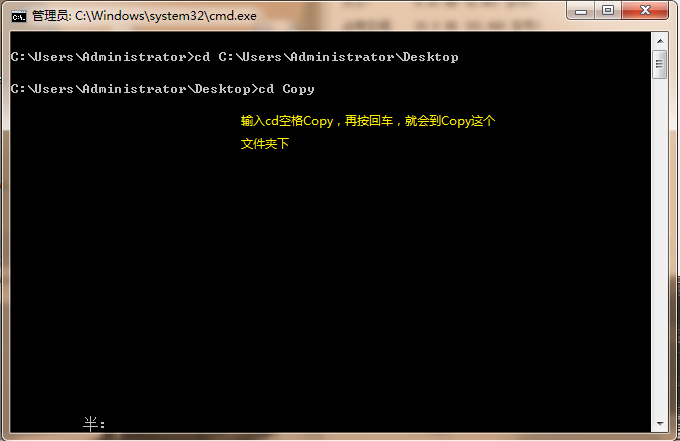 管理员: C:\Windows\system32\cmd.exe
C:\Users\Administrator>cd C:\Users\Administrator\Desktop
C:\Users\Administrator\Desktop>cd Copy
输入cd空格Copy，再按回车，就会到Copy这个
文件夹下
半: